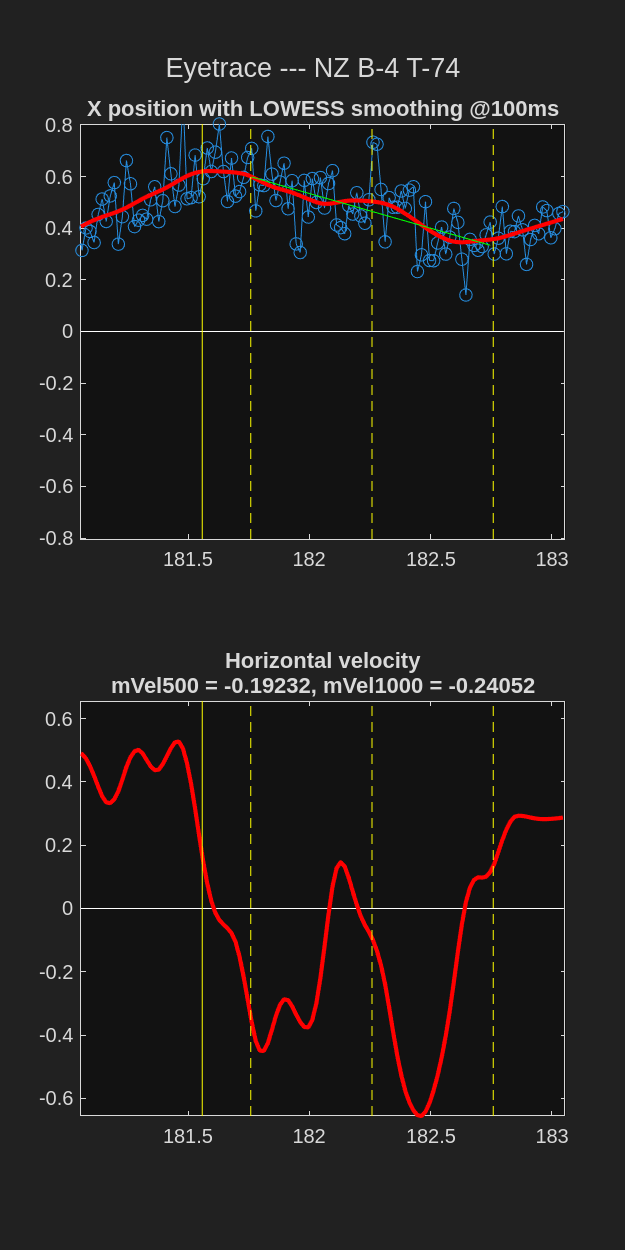 Eyetrace --- NZ B-4 T-74
X position with LOWESS smoothing @100ms
0.8
0.6
0.4
0.2
0
-0.2
-0.4
-0.6
-0.8
181.5 182 182.5 183
Horizontal velocity
mVel500 = -0.19232, mVel1000 = -0.24052
0.6
0.4
0.2
0
-0.2
-0.4
-0.6
181.5 182 182.5 183